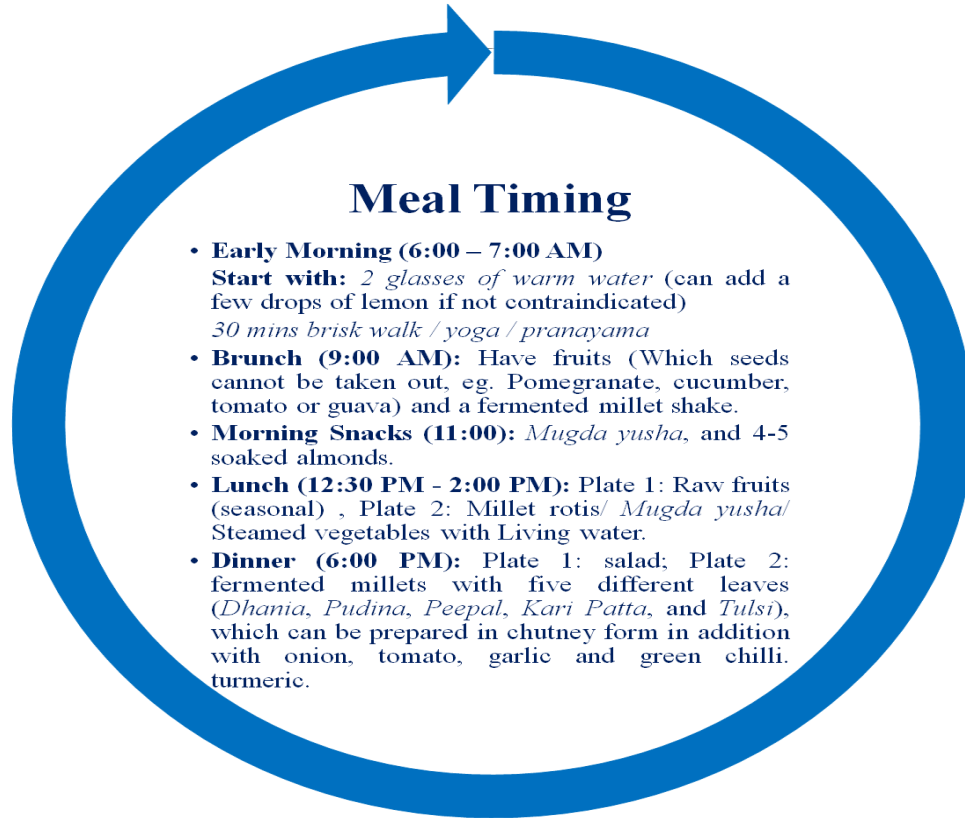 Meal Timing
• Early Morning (6:00 – 7:00 AM)
Start with: 2 glasses of warm water (can add a
few drops of lemon if not contraindicated)
30 mins brisk walk / yoga / pranayama
• Brunch (9:00 AM): Have fruits (Which seeds
cannot be taken out, eg. Pomegranate, cucumber,
tomato or guava) and a fermented millet shake.
• Morning Snacks (11:00): Mugda yusha, and 4-5
soaked almonds.
• Lunch (12:30 PM - 2:00 PM): Plate 1: Raw fruits
(seasonal) , Plate 2: Millet rotis/ Mugda yusha/
Steamed vegetables with Living water.
• Dinner (6:00 PM): Plate 1: salad; Plate 2:
fermented millets with five different leaves
(Dhania, Pudina, Peepal, Kari Patta, and Tulsi),
which can be prepared in chutney form in addition
with onion, tomato, garlic and green chilli.
turmeric.